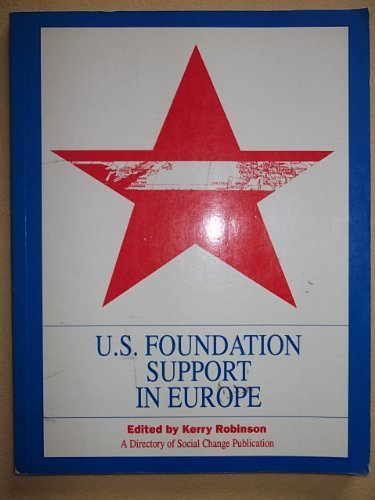 U.S. FOUNDATION
SUPPORT
IN EUROPE
Edited by Kerry Robinson
A Directory of Social Change Publication